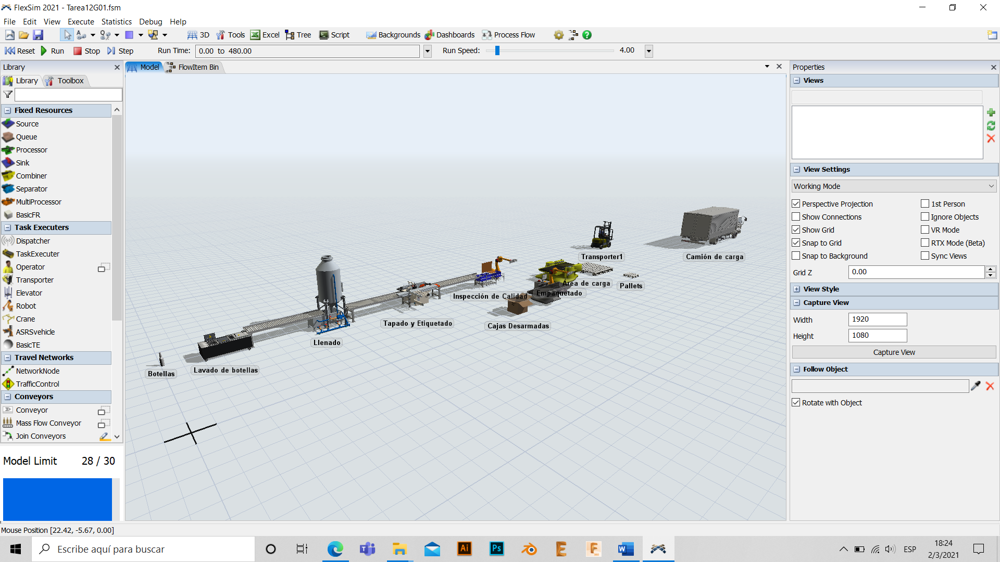 FlexSim 2021 - Tarea12G01.fsm
File Edit View Execute Statistics Debug Help
3D Tools Excel Tree Script Backgrounds Dashboards Process Flow
Reset Run Stop Step Run Time: 0.00 to 480.00 Run Speed: 4.00
Library
Library Toolbox
Fixed Resources
Source
Queue
Processor
Sink
Combiner
Separator
MultiProcessor
BasicFR
Task Executers
Dispatcher
TaskExecuter
Operator
Transporter
Elevator
Robot
Crane
ASRSvehicle
BasicTE
Travel Networks
NetworkNode
TrafficControl
Conveyors
Conveyor
Mass Flow Conveyor
Join Conveyors
Model Limit 28 / 30
Model FlowItem Bin
Transporter1
Camión de carga
Área de carga
Pallets
Empaquetado
Inspección de Calidad
Tapado y Etiquetado
Cajas Desarmadas
Llenado
Lavado de botellas
Botellas
Properties
Views
View Settings
Working Mode
Perspective Projection 1st Person
Show Connections Ignore Objects
Show Grid VR Mode
Snap to Grid RTX Mode (Beta)
Snap to Background Sync Views
Grid Z 0.00
View Style
Capture View
Width 1920
Height 1080
Capture View
Follow Object
Rotate with Object
Mouse Position [22.42, -5.67, 0.00]
Escribe aquí para buscar
Ai
Ps
ESP
18:24
2/3/2021